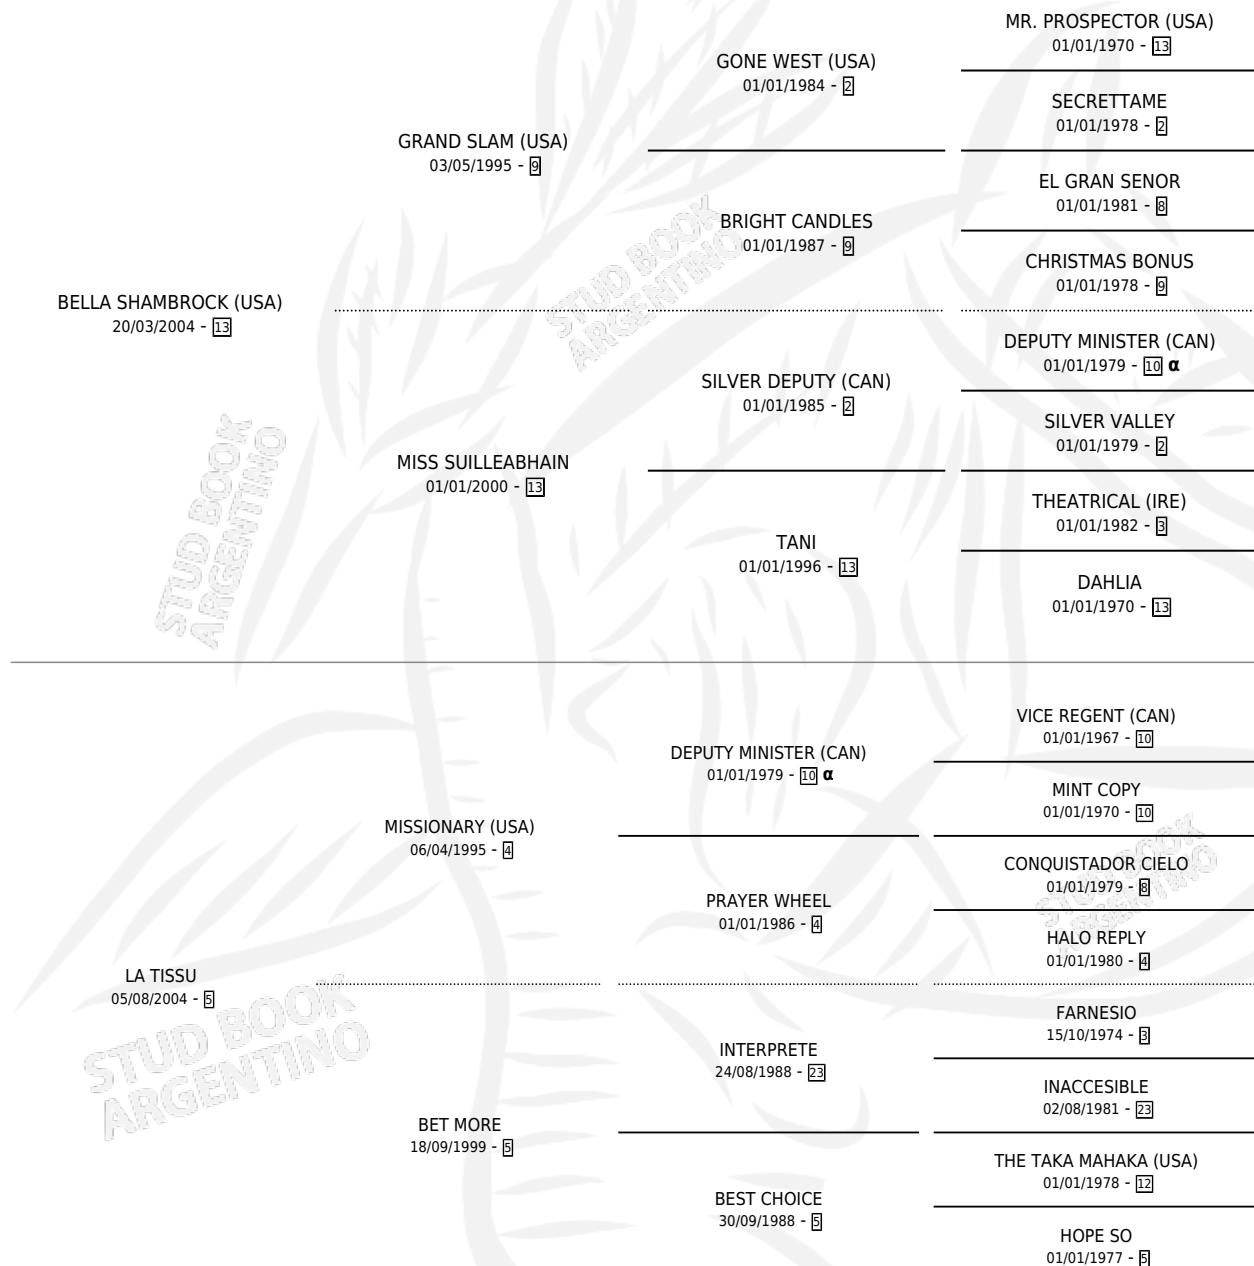 MR. PROSPECTOR (USA)
01/01/1970 - 13
GONE WEST (USA)
01/01/1984 - 2
SECRETTAME
01/01/1978 - 2
GRAND SLAM (USA)
03/05/1995 - 9
EL GRAN SENOR
01/01/1981 - 8
BRIGHT CANDLES
01/01/1987 - 9
CHRISTMAS BONUS
01/01/1978 - 9
BELLA SHAMBROCK (USA)
20/03/2004 - 13
DEPUTY MINISTER (CAN)
01/01/1979 - 10 α
SILVER DEPUTY (CAN)
01/01/1985 - 2
SILVER VALLEY
01/01/1979 - 2
MISS SUILLEABHAIN
01/01/2000 - 13
THEATRICAL (IRE)
01/01/1982 - 3
TANI
01/01/1996 - 13
DAHLIA
01/01/1970 - 13
VICE REGENT (CAN)
01/01/1967 - 10
DEPUTY MINISTER (CAN)
01/01/1979 - 10 α
MINT COPY
01/01/1970 - 10
MISSIONARY (USA)
06/04/1995 - 4
CONQUISTADOR CIELO
01/01/1979 - 8
PRAYER WHEEL
01/01/1986 - 4
HALO REPLY
01/01/1980 - 4
LA TISSU
05/08/2004 - 5
FARNESIO
15/10/1974 - 3
INTERPRETE
24/08/1988 - 23
INACCESIBLE
02/08/1981 - 23
BET MORE
18/09/1999 - 5
THE TAKA MAHAKA (USA)
01/01/1978 - 12
BEST CHOICE
30/09/1988 - 5
HOPE SO
01/01/1977 - 5
STUD BOOK
ARGENTINO
STUD BOOK
ARGENTINO
STUD BOOK
ARGENTINO
STUD BOOK
ARGENTINO